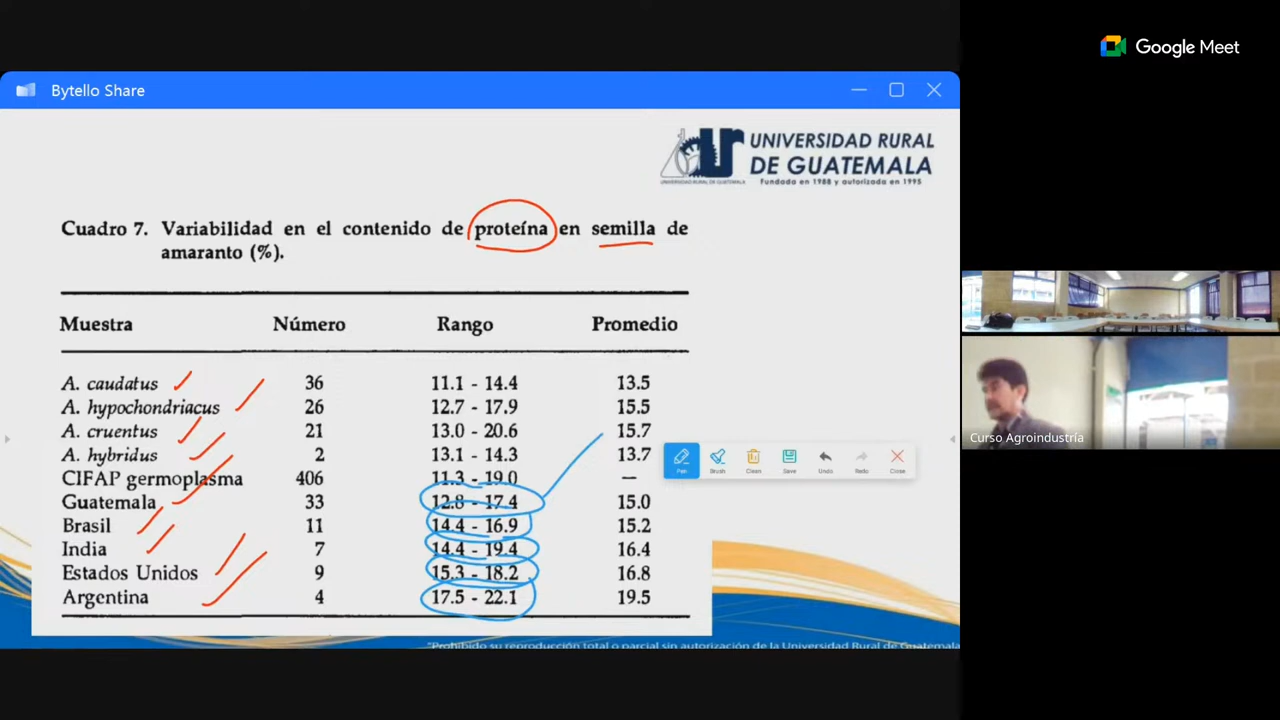 Google Meet
Bytello Share
UNIVERSIDAD RURAL
DE GUATEMALA
UNIVERSIDAD RURAL DE GUATEMALA
Fundada en 1988 y autorizada en 1995
Cuadro 7. Variabilidad en el contenido de proteína en semilla de
amaranto (%).
Muestra Número Rango Promedio
A. caudatus 36 11.1 - 14.4 13.5
A. hypochondriacus 26 12.7 - 17.9 15.5
A. cruentus 21 13.0 - 20.6 15.7
A. hybridus 2 13.1 - 14.3 13.7
CIFAP germoplasma 406 11.3 - 19.0 —
Guatemala 33 12.8 - 17.4 15.0
Brasil 11 14.4 - 16.9 15.2
India 7 14.4 - 19.4 16.4
Estados Unidos 9 15.3 - 18.2 16.8
Argentina 4 17.5 - 22.1 19.5
Pen Brush Clean Save Undo Redo Close
"Prohibido su reproducción total o parcial sin autorización de la Universidad Rural de Guatemala
Curso Agroindustría